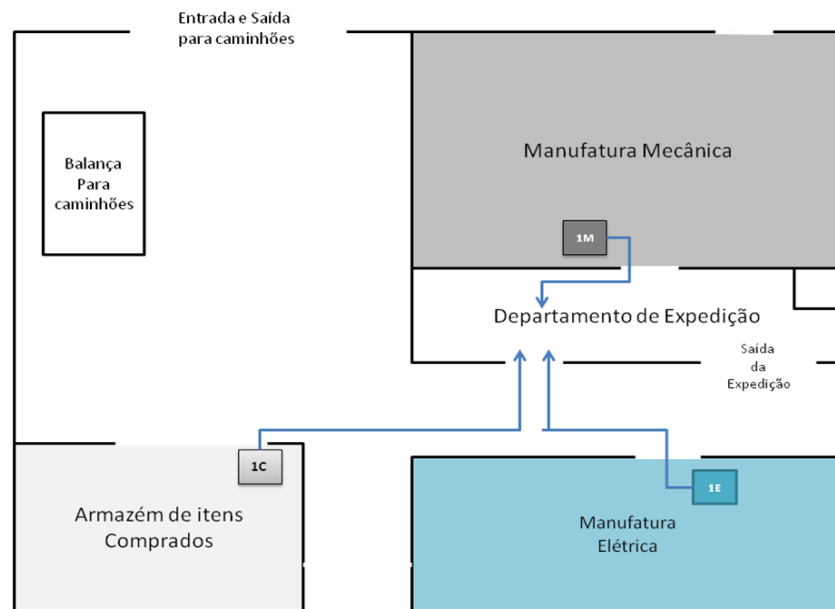 Entrada e Saída
para caminhões
Manufatura Mecânica
Balança
Para
caminhões
1M
Departamento de Expedição
Saída
da
Expedição
1C
Armazém de itens
Comprados
1E
Manufatura
Elétrica